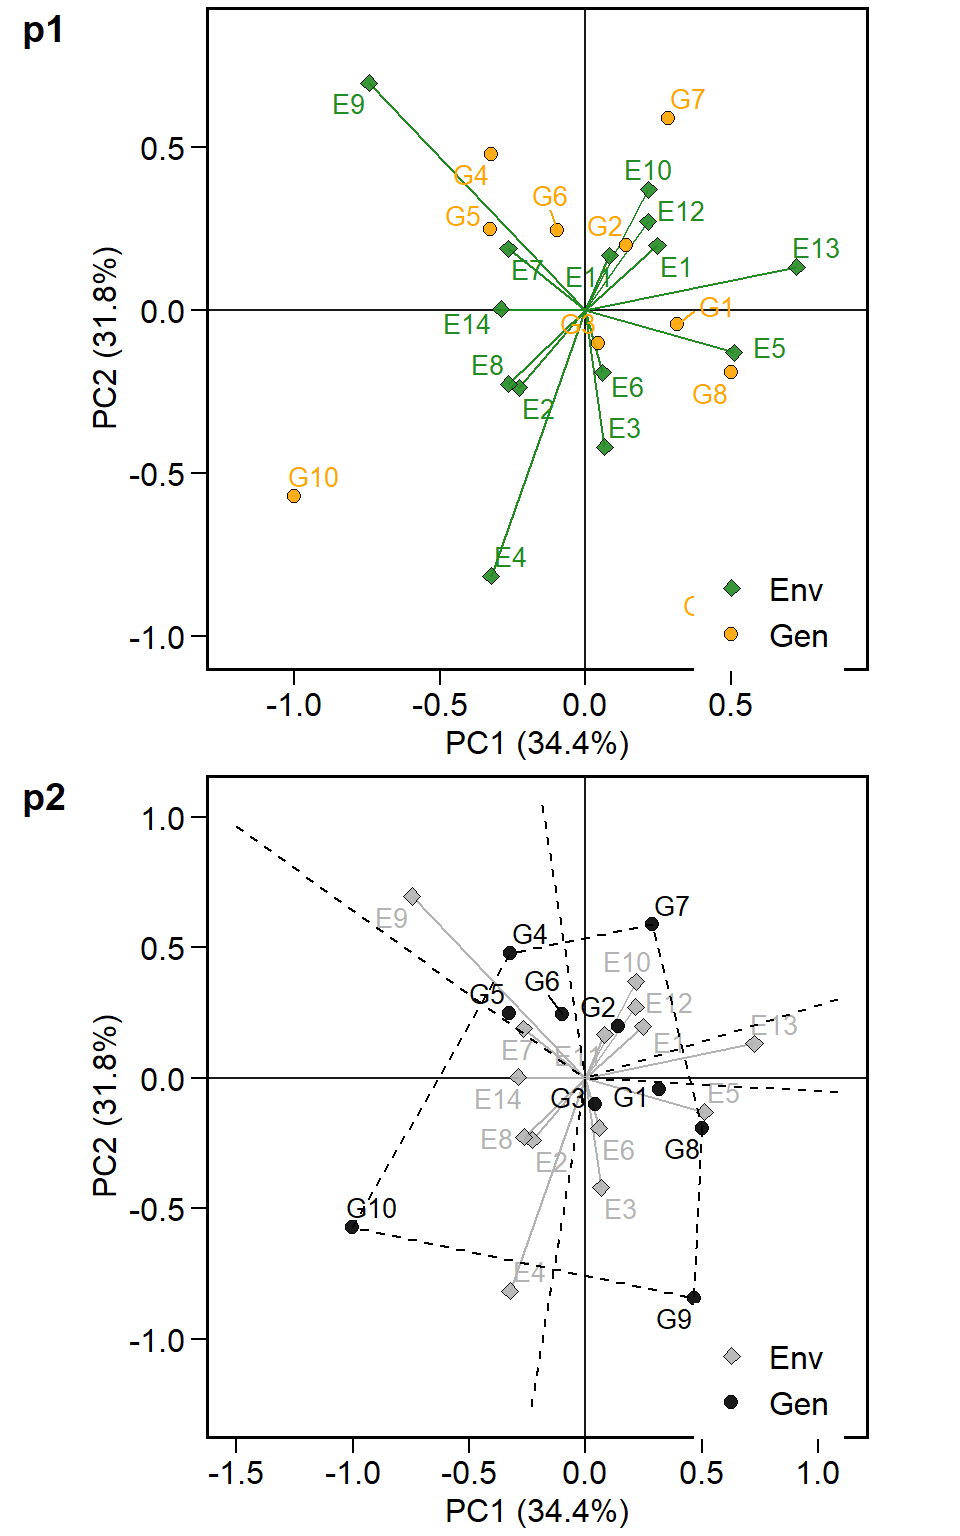 p1
E9
G7
0.5
G4
E10
G6
G5
G2
E12
E7
E11
E1
E13
0.0
G3
G1
E14
E5
E8
E6
G8
E2
E3
-0.5
G10
E4
Env
Gen
-1.0
-1.0
-0.5
0.0
0.5
PC1 (34.4%)
PC2 (31.8%)
p2
1.0
E9
G7
0.5
G4
E10
G5
G6
G2
E12
E13
E7
E11
E1
0.0
E14
G3
G1
E5
E8
E2
E6
G8
-0.5
G10
E3
E4
-1.0
G9
Env
Gen
-1.5
-1.0
-0.5
0.0
0.5
1.0
PC1 (34.4%)
PC2 (31.8%)